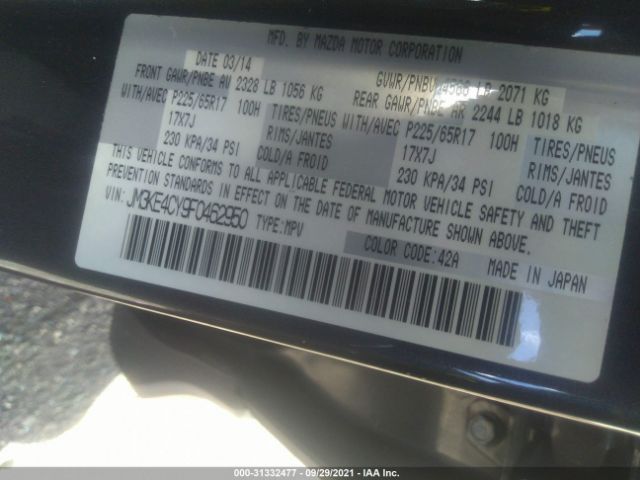 MFD. BY MAZDA MOTOR CORPORATION
DATE 03/14 GVWR/PNBV 4566 LB 2071 KG
FRONT GAWR/PNBE AV 2328 LB 1056 KG REAR GAWR/PNBE AR 2244 LB 1018 KG
WITH/AVEC P225/65R17 100H TIRES/PNEUS WITH/AVEC P225/65R17 100H TIRES/PNEUS
17X7J RIMS/JANTES 17X7J RIMS/JANTES
230 KPA/34 PSI COLD/A FROID 230 KPA/34 PSI COLD/A FROID
THIS VEHICLE CONFORMS TO ALL APPLICABLE FEDERAL MOTOR VEHICLE SAFETY AND THEFT
PREVENTION STANDARDS IN EFFECT ON THE DATE OF MANUFACTURE SHOWN ABOVE.
VIN: JM3KE4CY9F0462950 TYPE: MPV
COLOR CODE: 42A MADE IN JAPAN
000-31332477 - 09/29/2021 - IAA Inc.